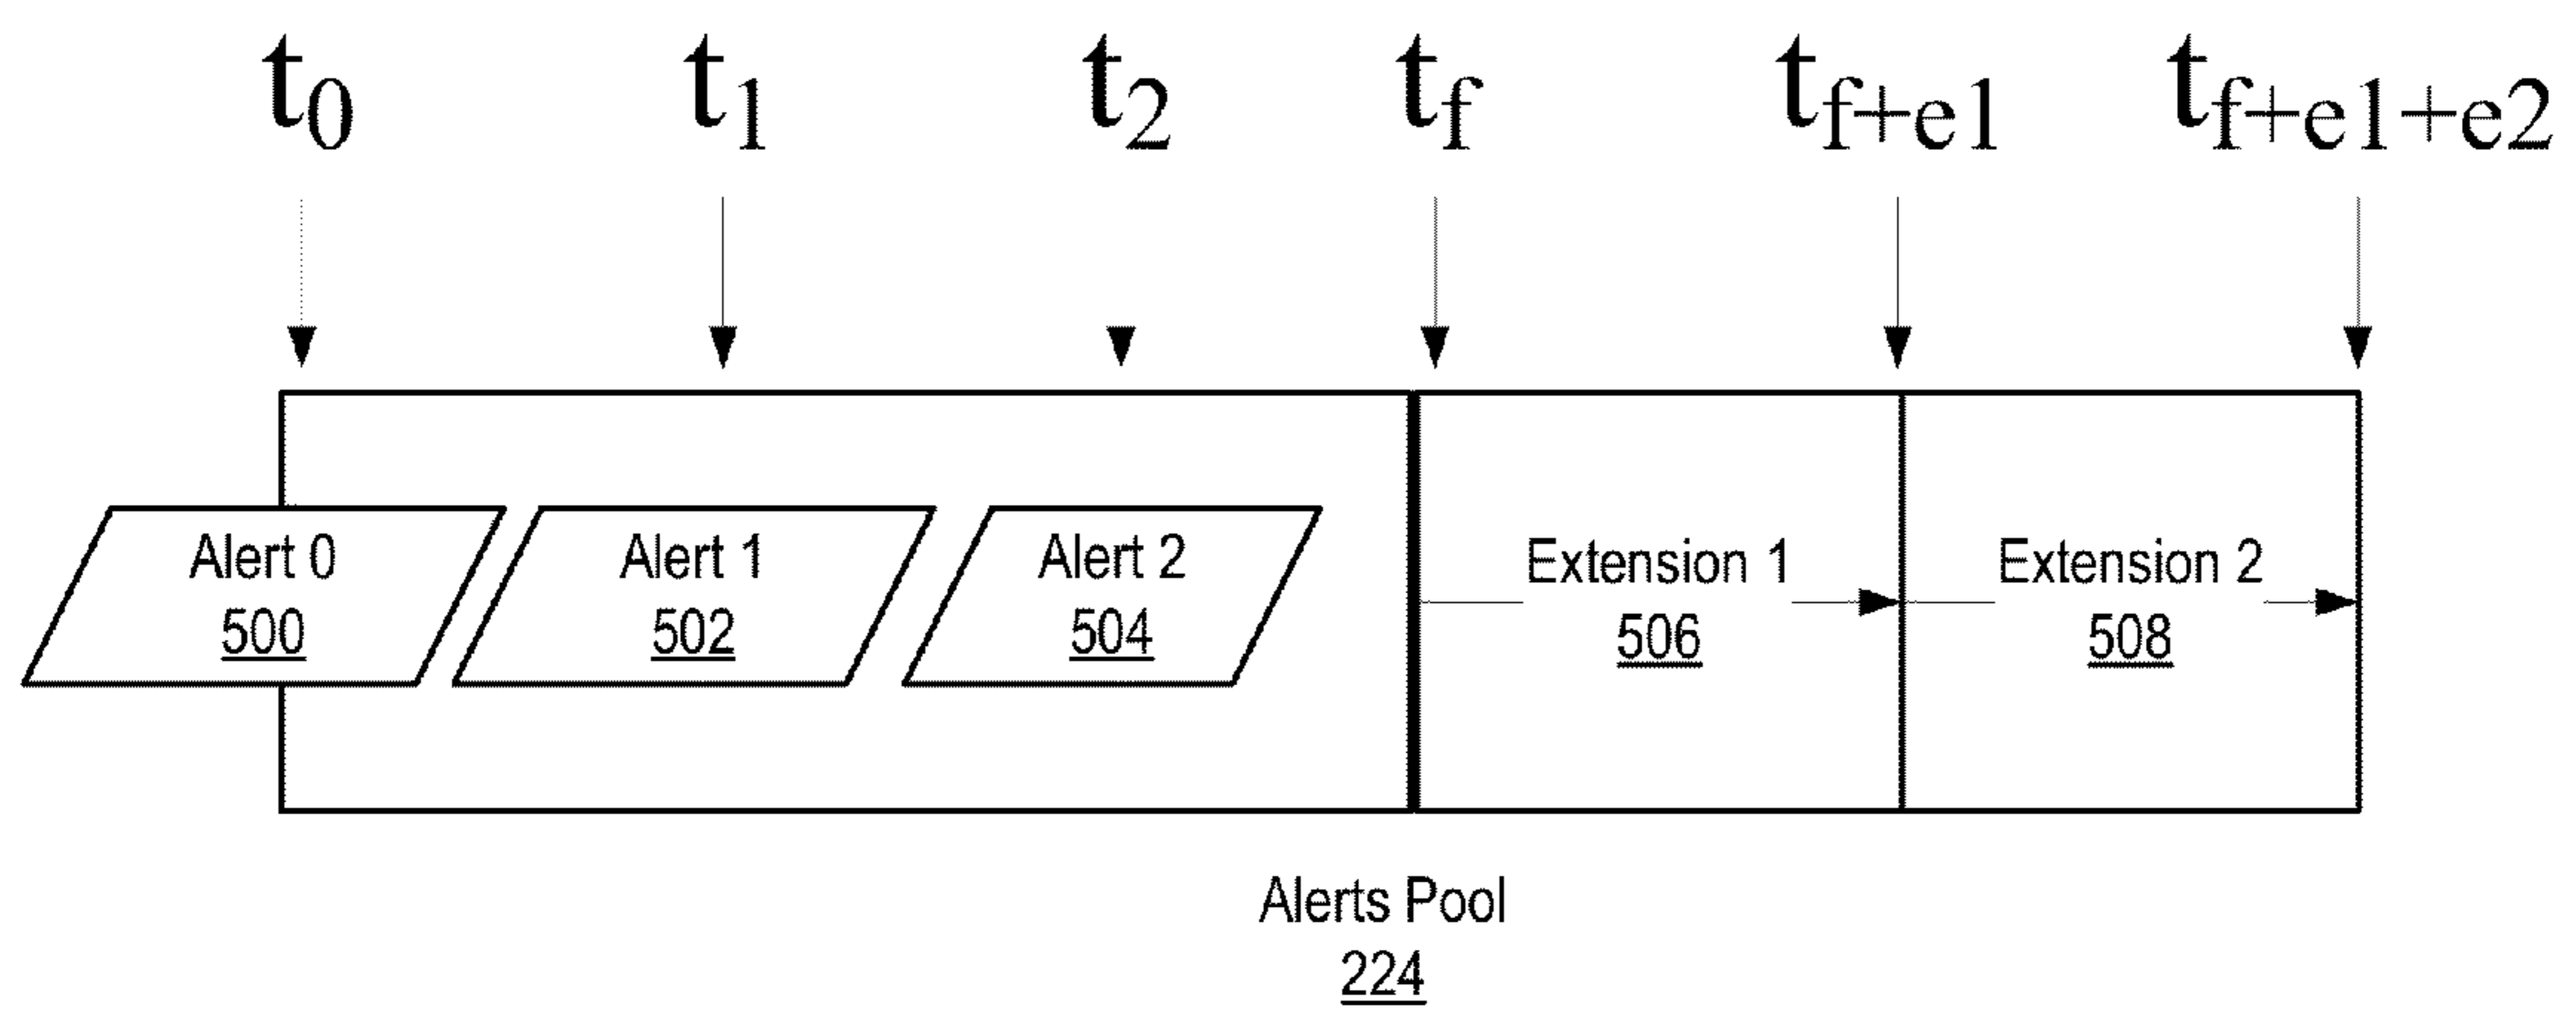 t0 t1 t2 tf tf+e1 tf+e1+e2
Alert 0 Alert 1 Alert 2 Extension 1 Extension 2
500 502 504 506 508
Alerts Pool
224